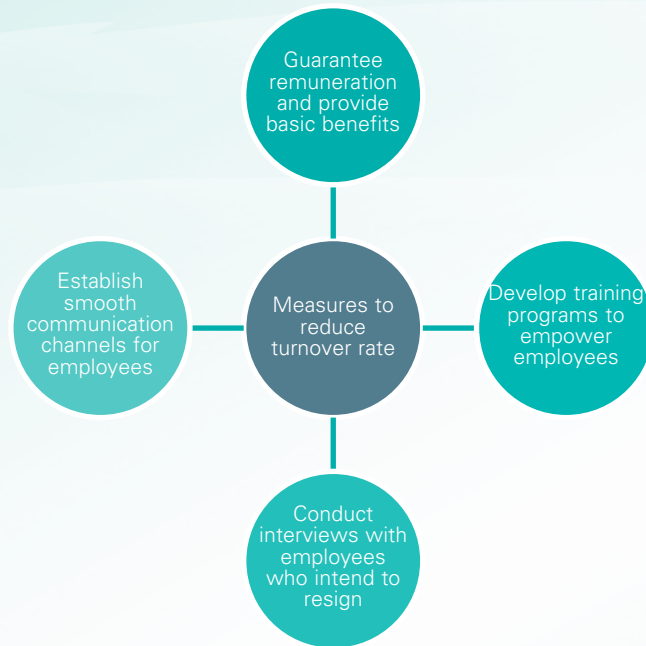 Guarantee
remuneration
and provide
basic benefits
Establish
smooth
communication
channels for
employees
Measures to
reduce
turnover rate
Develop training
programs to
empower
employees
Conduct
interviews with
employees
who intend to
resign